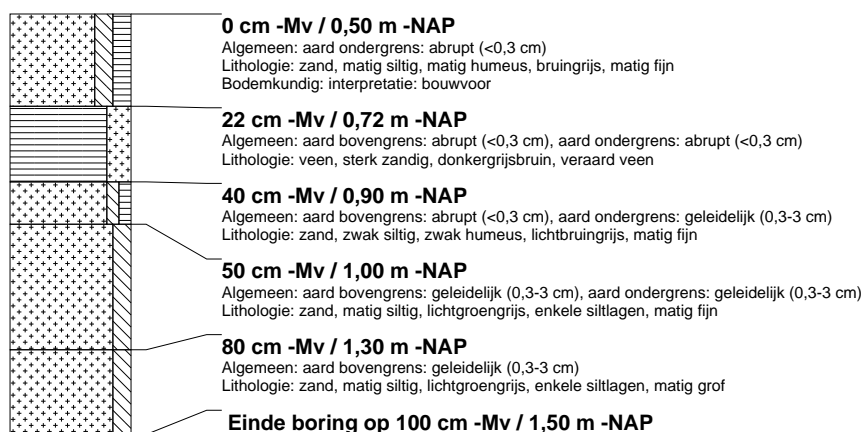 0 cm -Mv / 0,50 m -NAP
Algemeen: aard ondergrens: abrupt (<0,3 cm)
Lithologie: zand, matig siltig, matig humeus, bruingrijs, matig fijn
Bodemkundig: interpretatie: bouwvoor
22 cm -Mv / 0,72 m -NAP
Algemeen: aard bovengrens: abrupt (<0,3 cm), aard ondergrens: abrupt (<0,3 cm)
Lithologie: veen, sterk zandig, donkergrijsbruin, veraard veen
40 cm -Mv / 0,90 m -NAP
Algemeen: aard bovengrens: abrupt (<0,3 cm), aard ondergrens: geleidelijk (0,3-3 cm)
Lithologie: zand, zwak siltig, zwak humeus, lichtbruingrijs, matig fijn
50 cm -Mv / 1,00 m -NAP
Algemeen: aard bovengrens: geleidelijk (0,3-3 cm), aard ondergrens: geleidelijk (0,3-3 cm)
Lithologie: zand, matig siltig, lichtgroengrijs, enkele siltlagen, matig fijn
80 cm -Mv / 1,30 m -NAP
Algemeen: aard bovengrens: geleidelijk (0,3-3 cm)
Lithologie: zand, matig siltig, lichtgroengrijs, enkele siltlagen, matig grof
Einde boring op 100 cm -Mv / 1,50 m -NAP